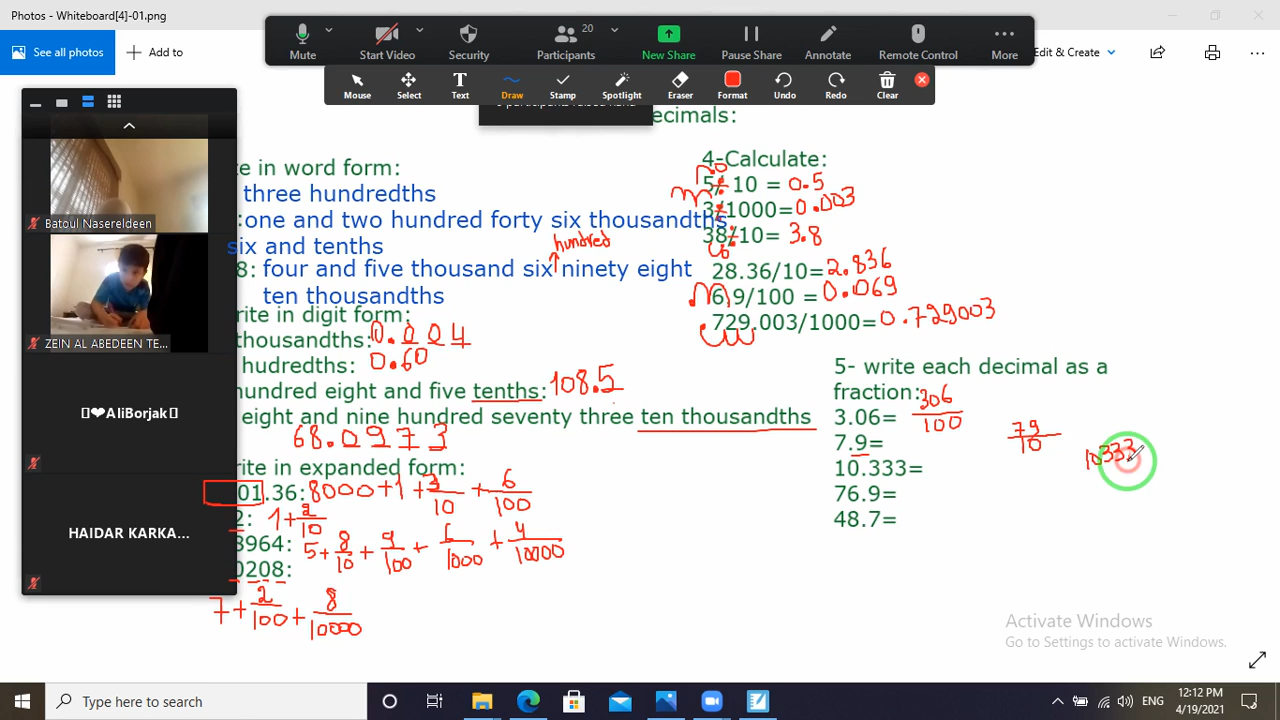 Photos - Whiteboard[4]-01.png
See all photos
Add to
Edit & Create
Mute
Start Video
Security
20
Participants
New Share
Pause Share
Annotate
Remote Control
More
Mouse
Select
Text
Draw
Stamp
Spotlight
Eraser
Format
Undo
Redo
Clear
ecimals:
te in word form:
three hundredths
:one and two hundred forty six thousandths
six and tenths
hundred
8: four and five thousand six ninety eight
ten thousandths
rite in digit form:
thousandths: 0.004
hudredths: 0.60
hundred eight and five tenths: 108.5
eight and nine hundred seventy three ten thousandths
68.0973
rite in expanded form:
01.36: 8000+1+3/10+6/100
2: 1+2/10
3964: 5+8/10+9/100+6/1000+4/10000
0208:
7+2/100+8/10000
4-Calculate:
5/10 = 0.5
3/1000= 0.003
38/10= 3.8
28.36/10= 2.836
6.9/100 = 0.069
729.003/1000= 0.729003
5- write each decimal as a
fraction:
3.06= 306/100
7.9= 79/10
10.333= 10333
76.9=
48.7=
Batoul Nasereldeen
ZEIN AL ABEDEEN TE...
❤AliBorjak
HAIDAR KARKA...
Activate Windows
Go to Settings to activate Windows.
Type here to search
ENG
12:12 PM
4/19/2021